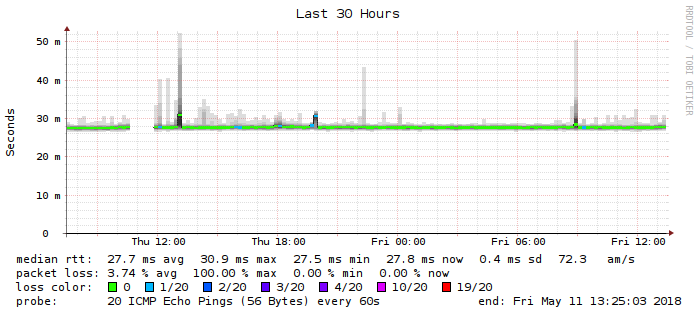 Last 30 Hours
RRDTOOL / TOBI OETIKER
Seconds
50 m
40 m
30 m
20 m
10 m
0
Thu 12:00 Thu 18:00 Fri 00:00 Fri 06:00 Fri 12:00
median rtt: 27.7 ms avg 30.9 ms max 27.5 ms min 27.8 ms now 0.4 ms sd 72.3 am/s
packet loss: 3.74 % avg 100.00 % max 0.00 % min 0.00 % now
loss color: 0 1/20 2/20 3/20 4/20 10/20 19/20
probe: 20 ICMP Echo Pings (56 Bytes) every 60s end: Fri May 11 13:25:03 2018